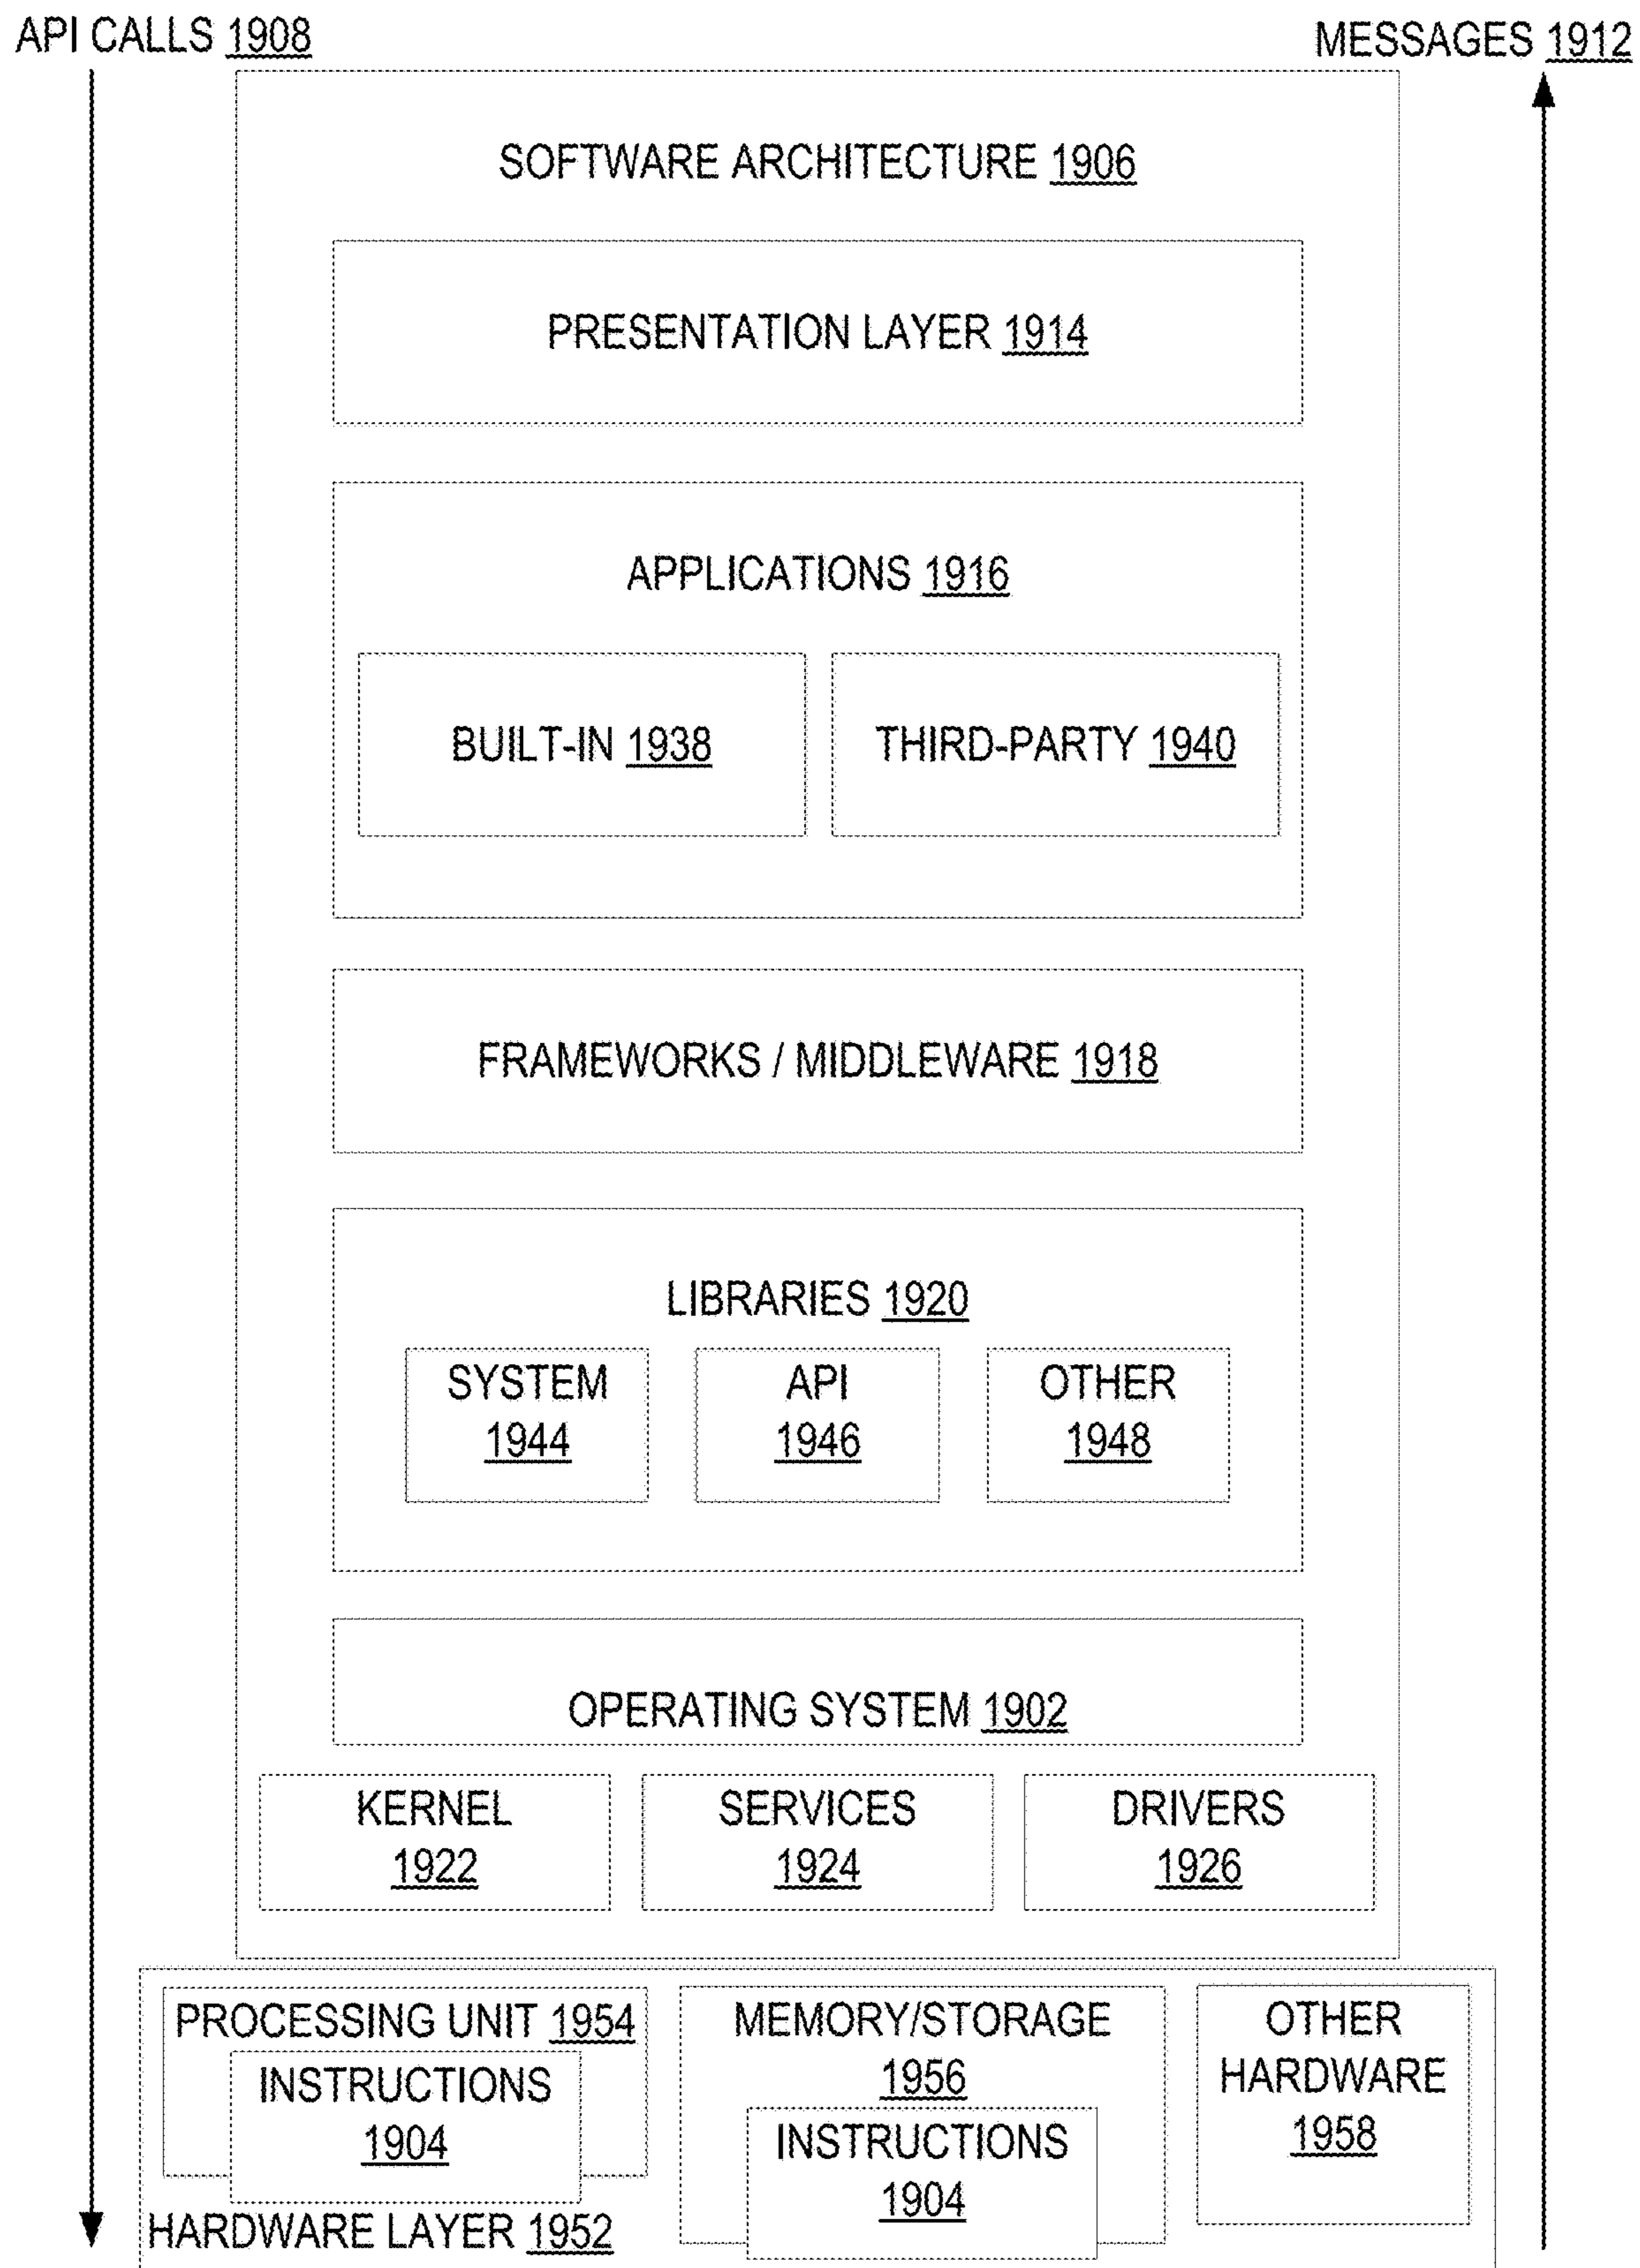 API CALLS 1908
MESSAGES 1912
SOFTWARE ARCHITECTURE 1906
PRESENTATION LAYER 1914
APPLICATIONS 1916
BUILT-IN 1938
THIRD-PARTY 1940
FRAMEWORKS / MIDDLEWARE 1918
LIBRARIES 1920
SYSTEM
1944
API
1946
OTHER
1948
OPERATING SYSTEM 1902
KERNEL
1922
SERVICES
1924
DRIVERS
1926
PROCESSING UNIT 1954
INSTRUCTIONS
1904
MEMORY/STORAGE
1956
INSTRUCTIONS
1904
OTHER
HARDWARE
1958
HARDWARE LAYER 1952